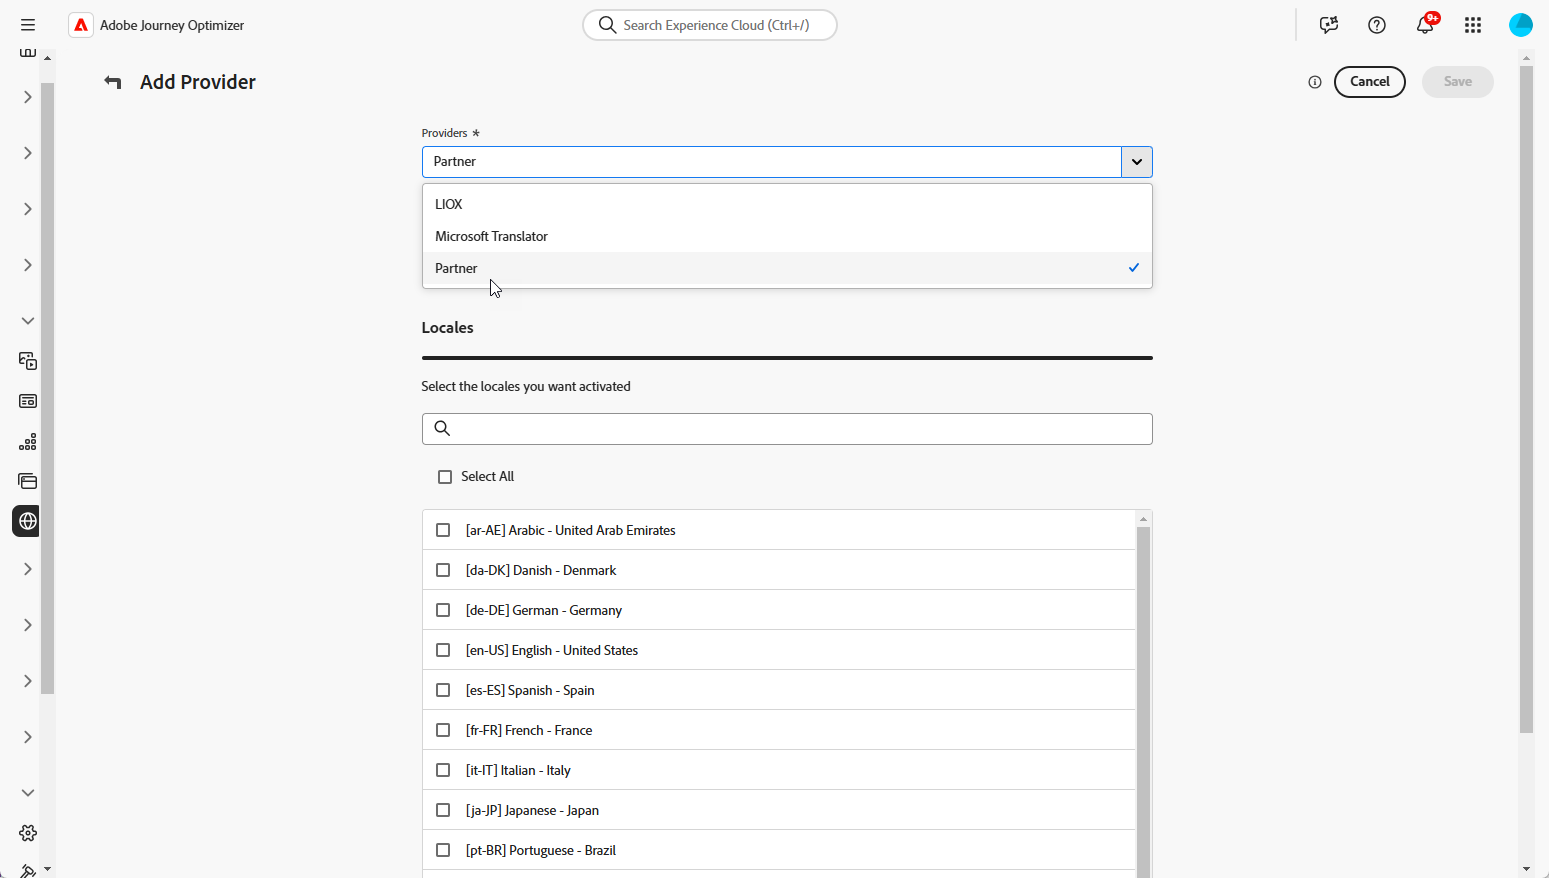 Adobe Journey Optimizer
Search Experience Cloud (Ctrl+/)
9+
Add Provider
Cancel
Save
Providers *
Partner
LIOX
Microsoft Translator
Partner
Locales
Select the locales you want activated
Select All
[ar-AE] Arabic - United Arab Emirates
[da-DK] Danish - Denmark
[de-DE] German - Germany
[en-US] English - United States
[es-ES] Spanish - Spain
[fr-FR] French - France
[it-IT] Italian - Italy
[ja-JP] Japanese - Japan
[pt-BR] Portuguese - Brazil